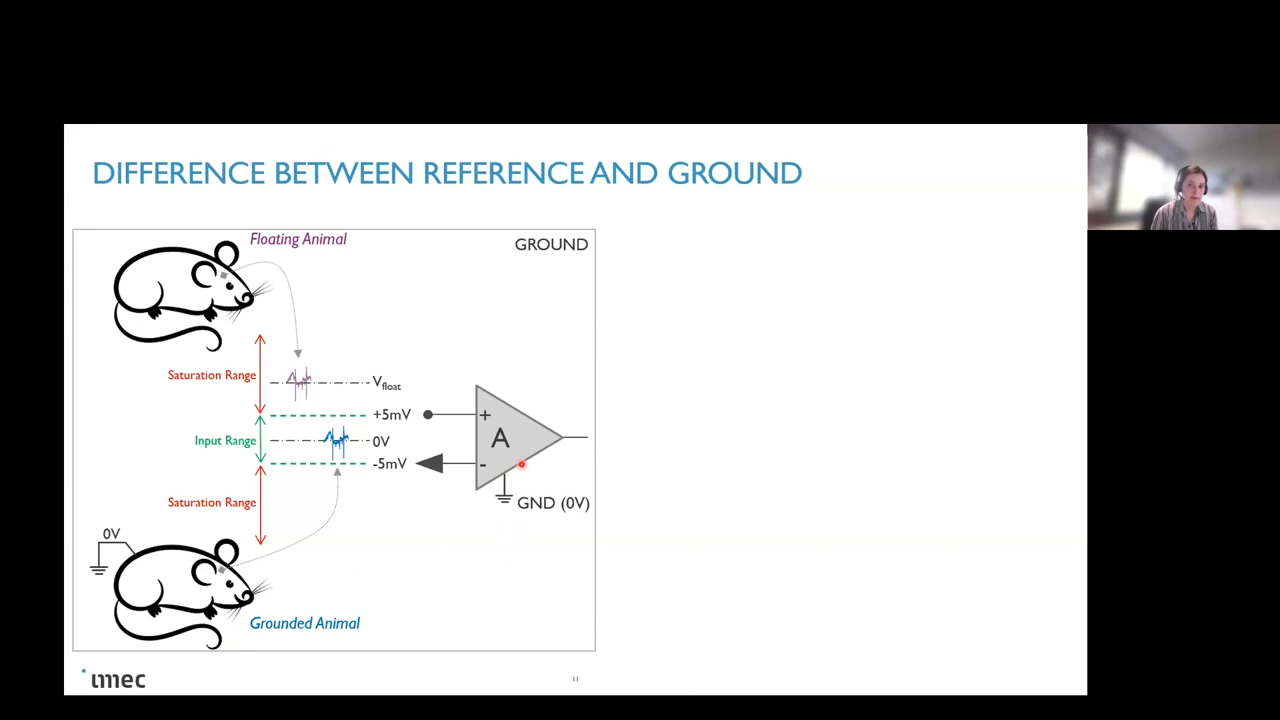 DIFFERENCE BETWEEN REFERENCE AND GROUND
Floating Animal
GROUND
Saturation Range
Vfloat
+5mV
+
Input Range
0V
A
-5mV
-
Saturation Range
GND (0V)
0V
Grounded Animal
imec
11